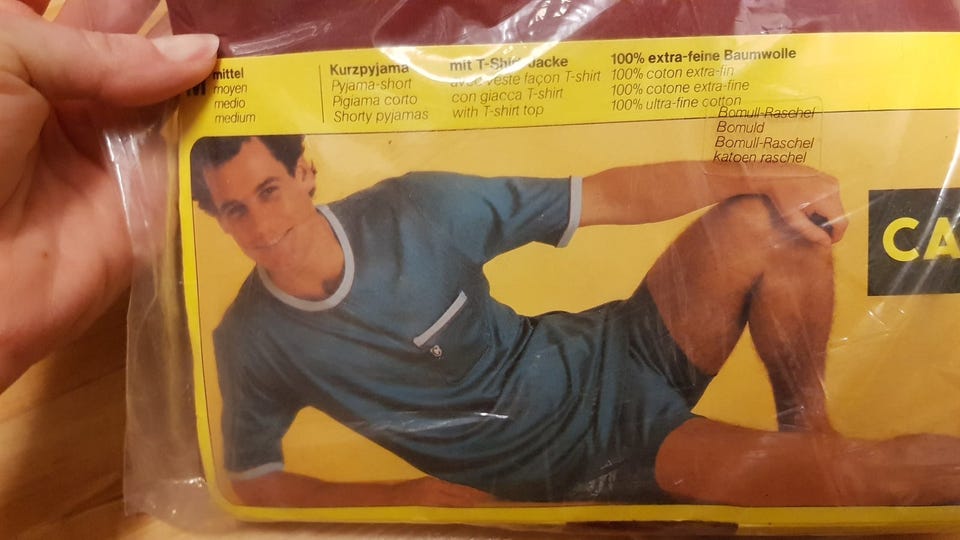 M mittel
moyen
medio
medium
Kurzpyjama
Pyjama-short
Pigiama corto
Shorty pyjamas
mit T-Shirt-Jacke
avec veste façon T-shirt
con giacca T-shirt
with T-shirt top
100% extra-feine Baumwolle
100% coton extra-fin
100% cotone extra-fine
100% ultra-fine cotton
Bomull-Raschel
Bomuld
Bomull-Raschel
katoen raschel
CA